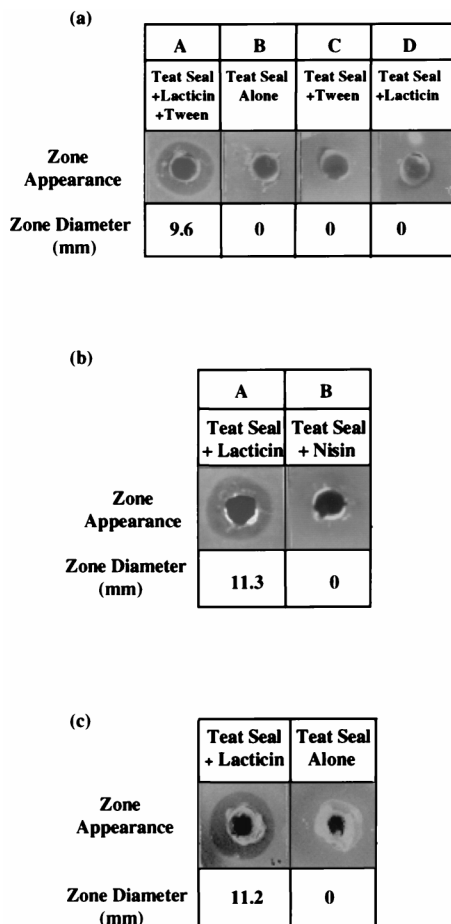 (a)
A B C D
Teat Seal +Lacticin +Tween Teat Seal Alone Teat Seal +Tween Teat Seal +Lacticin
Zone
Appearance
Zone Diameter
(mm)
9.6 0 0 0
(b)
A B
Teat Seal + Lacticin Teat Seal + Nisin
Zone
Appearance
Zone Diameter
(mm)
11.3 0
(c)
Teat Seal + Lacticin Teat Seal Alone
Zone
Appearance
Zone Diameter
(mm)
11.2 0